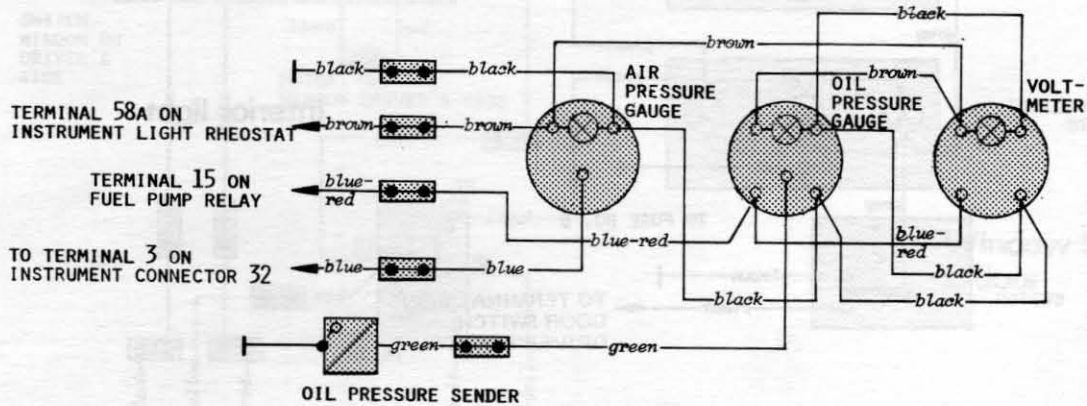 black
brown
black
black
AIR
PRESSURE
GAUGE
brown
OIL
PRESSURE
GAUGE
VOLT-
METER
TERMINAL 58a ON
INSTRUMENT LIGHT RHEOSTAT
brown
brown
TERMINAL 15 ON
FUEL PUMP RELAY
blue-
red
blue-red
blue-
red
TO TERMINAL 3 ON
INSTRUMENT CONNECTOR 32
blue
blue
black
black
black
green
green
OIL PRESSURE SENDER